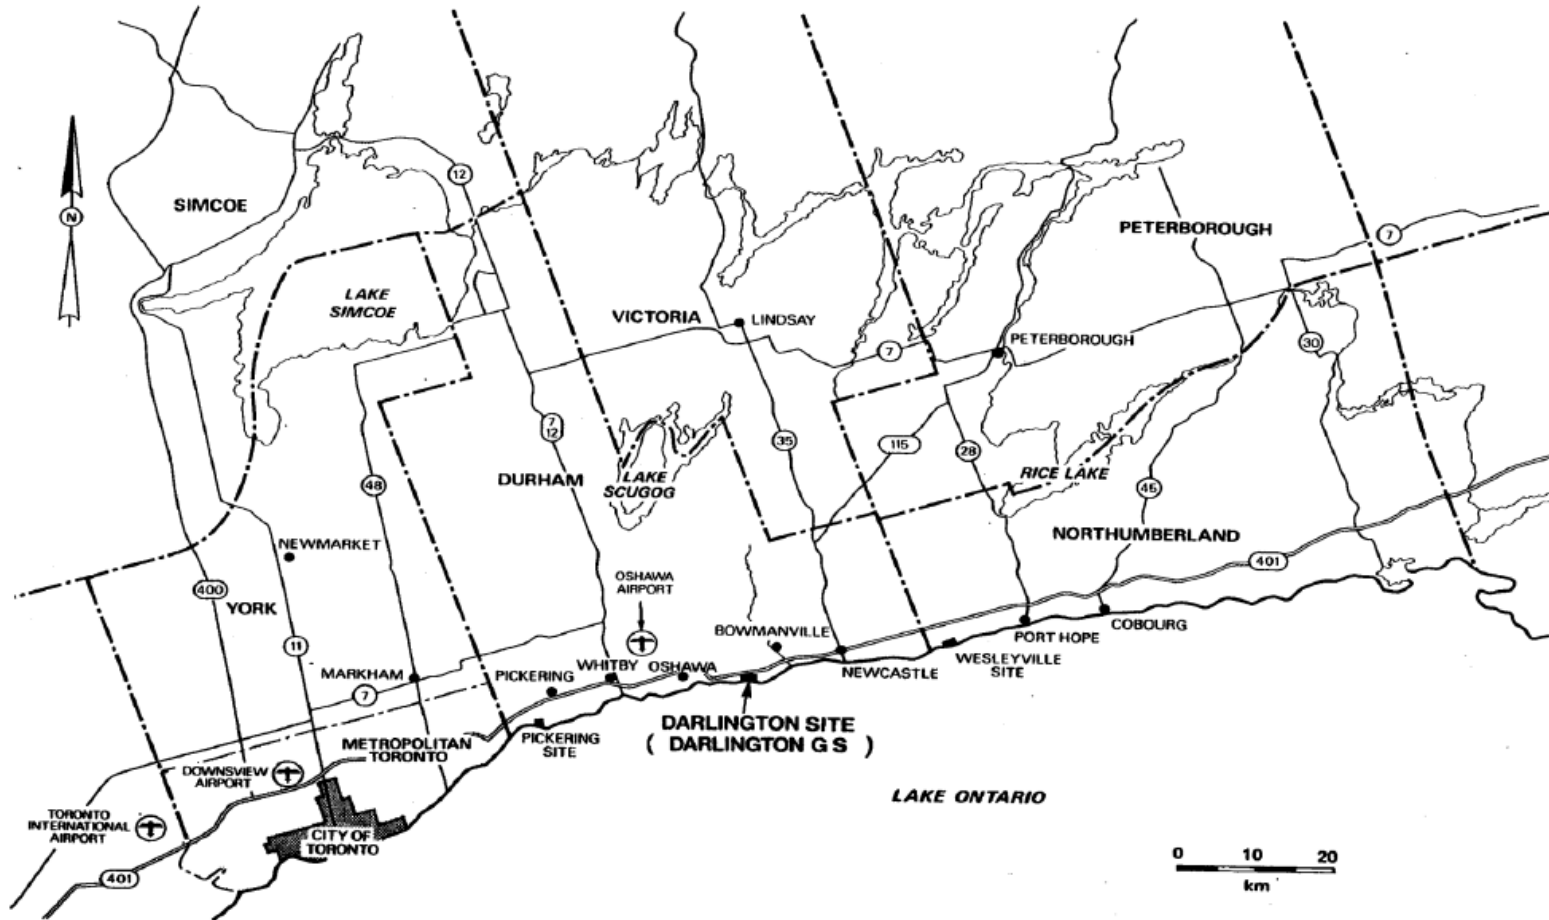 12
N
SIMCOE
PETERBOROUGH
7
LAKE
SIMCOE
VICTORIA
LINDSAY
PETERBOROUGH
7
30
7
12
35
115
28
48
DURHAM
LAKE
SCUGOG
RICE LAKE
45
NORTHUMBERLAND
401
NEWMARKET
400
YORK
OSHAWA
AIRPORT
11
BOWMANVILLE
COBOURG
PORT HOPE
MARKHAM
7
PICKERING
WHITBY
OSHAWA
NEWCASTLE
WESLEYVILLE
SITE
DARLINGTON SITE
( DARLINGTON G S )
PICKERING
SITE
METROPOLITAN
TORONTO
DOWNSVIEW
AIRPORT
LAKE ONTARIO
TORONTO
INTERNATIONAL
AIRPORT
CITY OF
TORONTO
401
0 10 20
km